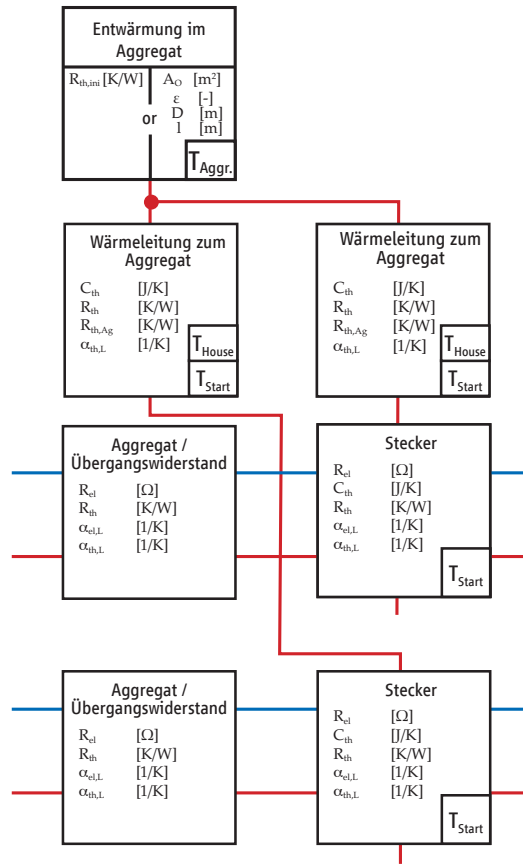 Entwärmung im
Aggregat
R_th,ini [K/W]
or
A_O [m²]
ε [-]
D [m]
l [m]
T_Aggr.
Wärmeleitung zum
Aggregat
C_th [J/K]
R_th [K/W]
R_th,Ag [K/W]
α_th,L [1/K]
T_House
T_Start
Wärmeleitung zum
Aggregat
C_th [J/K]
R_th [K/W]
R_th,Ag [K/W]
α_th,L [1/K]
T_House
T_Start
Aggregat /
Übergangswiderstand
R_el [Ω]
R_th [K/W]
α_el,L [1/K]
α_th,L [1/K]
Stecker
R_el [Ω]
C_th [J/K]
R_th [K/W]
α_el,L [1/K]
α_th,L [1/K]
T_Start
Aggregat /
Übergangswiderstand
R_el [Ω]
R_th [K/W]
α_el,L [1/K]
α_th,L [1/K]
Stecker
R_el [Ω]
C_th [J/K]
R_th [K/W]
α_el,L [1/K]
α_th,L [1/K]
T_Start